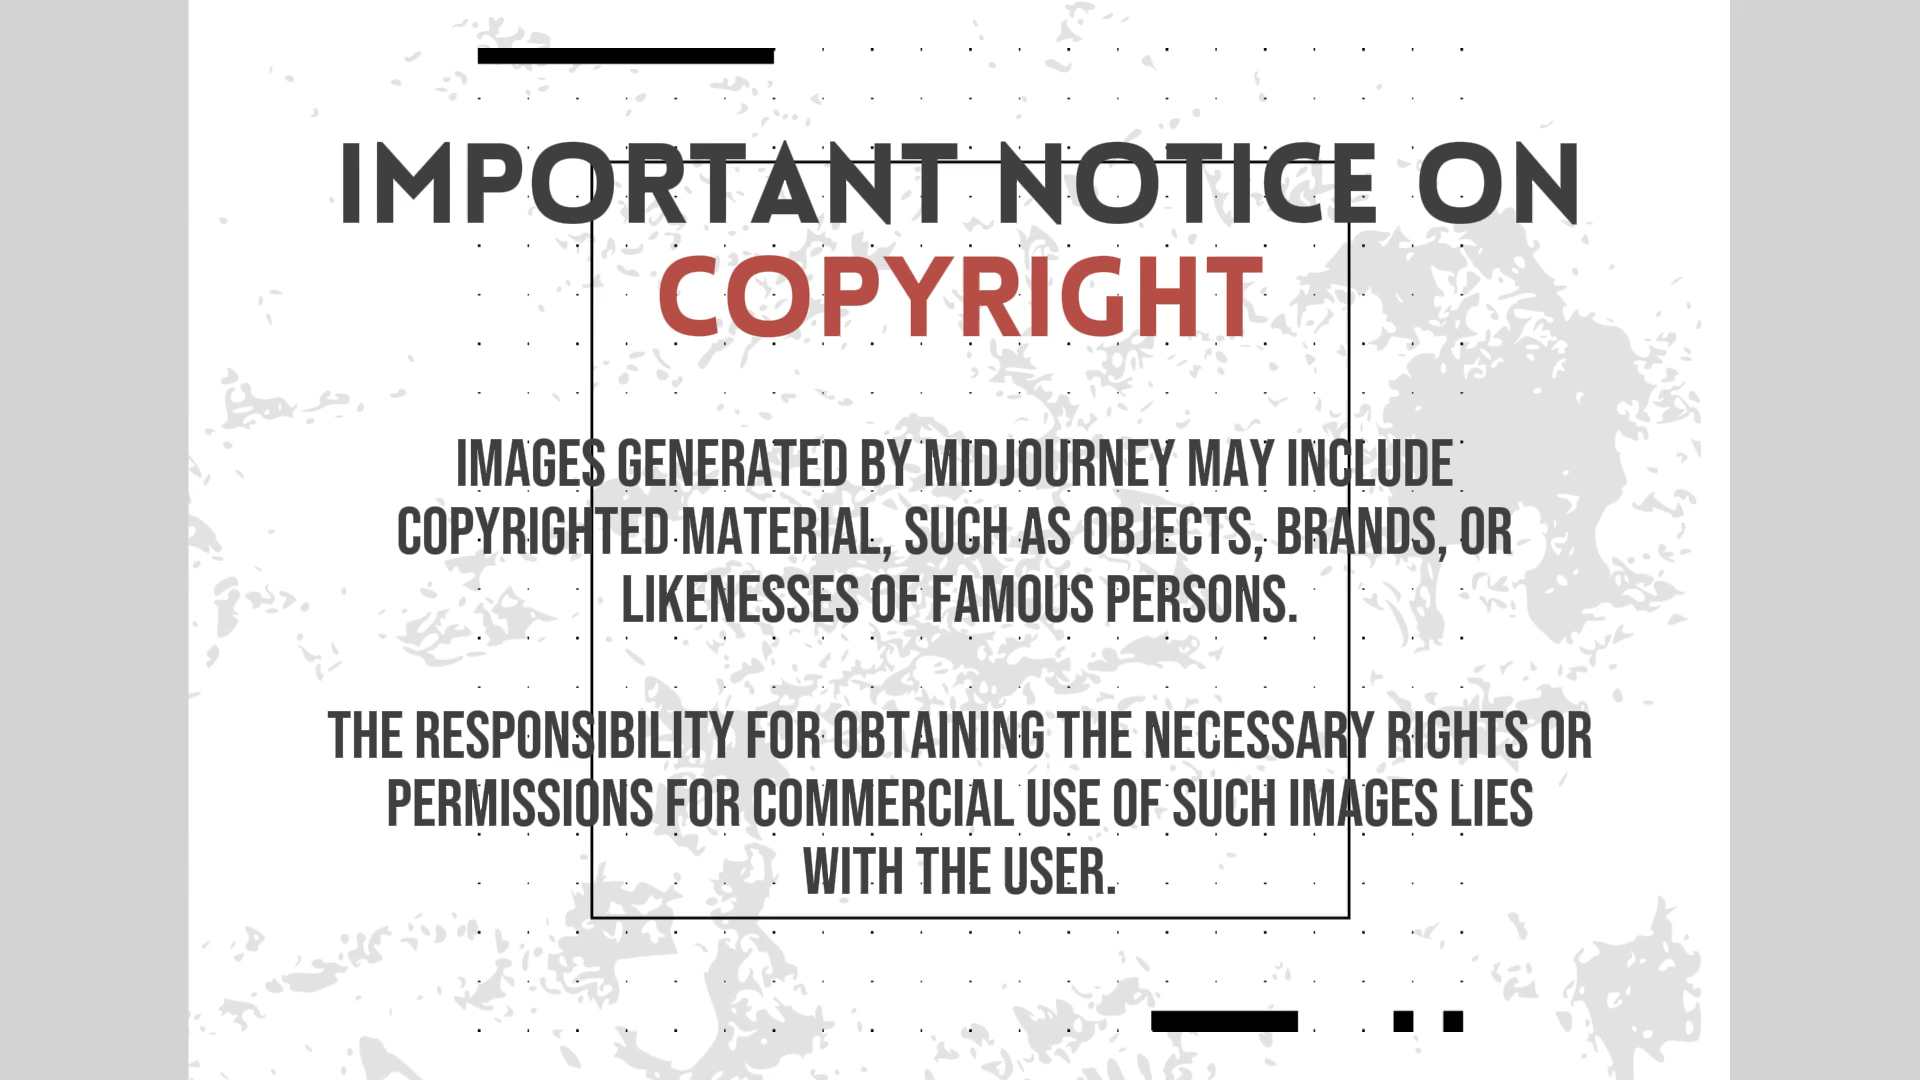 IMPORTANT NOTICE ON
COPYRIGHT
IMAGES GENERATED BY MIDJOURNEY MAY INCLUDE
COPYRIGHTED MATERIAL, SUCH AS OBJECTS, BRANDS, OR
LIKENESSES OF FAMOUS PERSONS.
THE RESPONSIBILITY FOR OBTAINING THE NECESSARY RIGHTS OR
PERMISSIONS FOR COMMERCIAL USE OF SUCH IMAGES LIES
WITH THE USER.